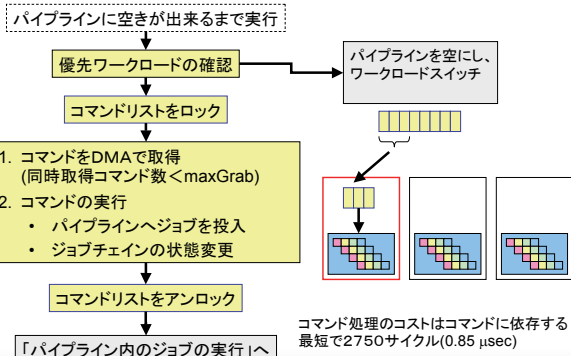 パイプラインに空きが出来るまで実行
優先ワークロードの確認
パイプラインを空にし、
ワークロードスイッチ
コマンドリストをロック
1. コマンドをDMAで取得
(同時取得コマンド数<maxGrab)
2. コマンドの実行
• パイプラインへジョブを投入
• ジョブチェインの状態変更
コマンドリストをアンロック
「パイプライン内のジョブの実行」へ
コマンド処理のコストはコマンドに依存する
最短で2750サイクル(0.85 μsec)